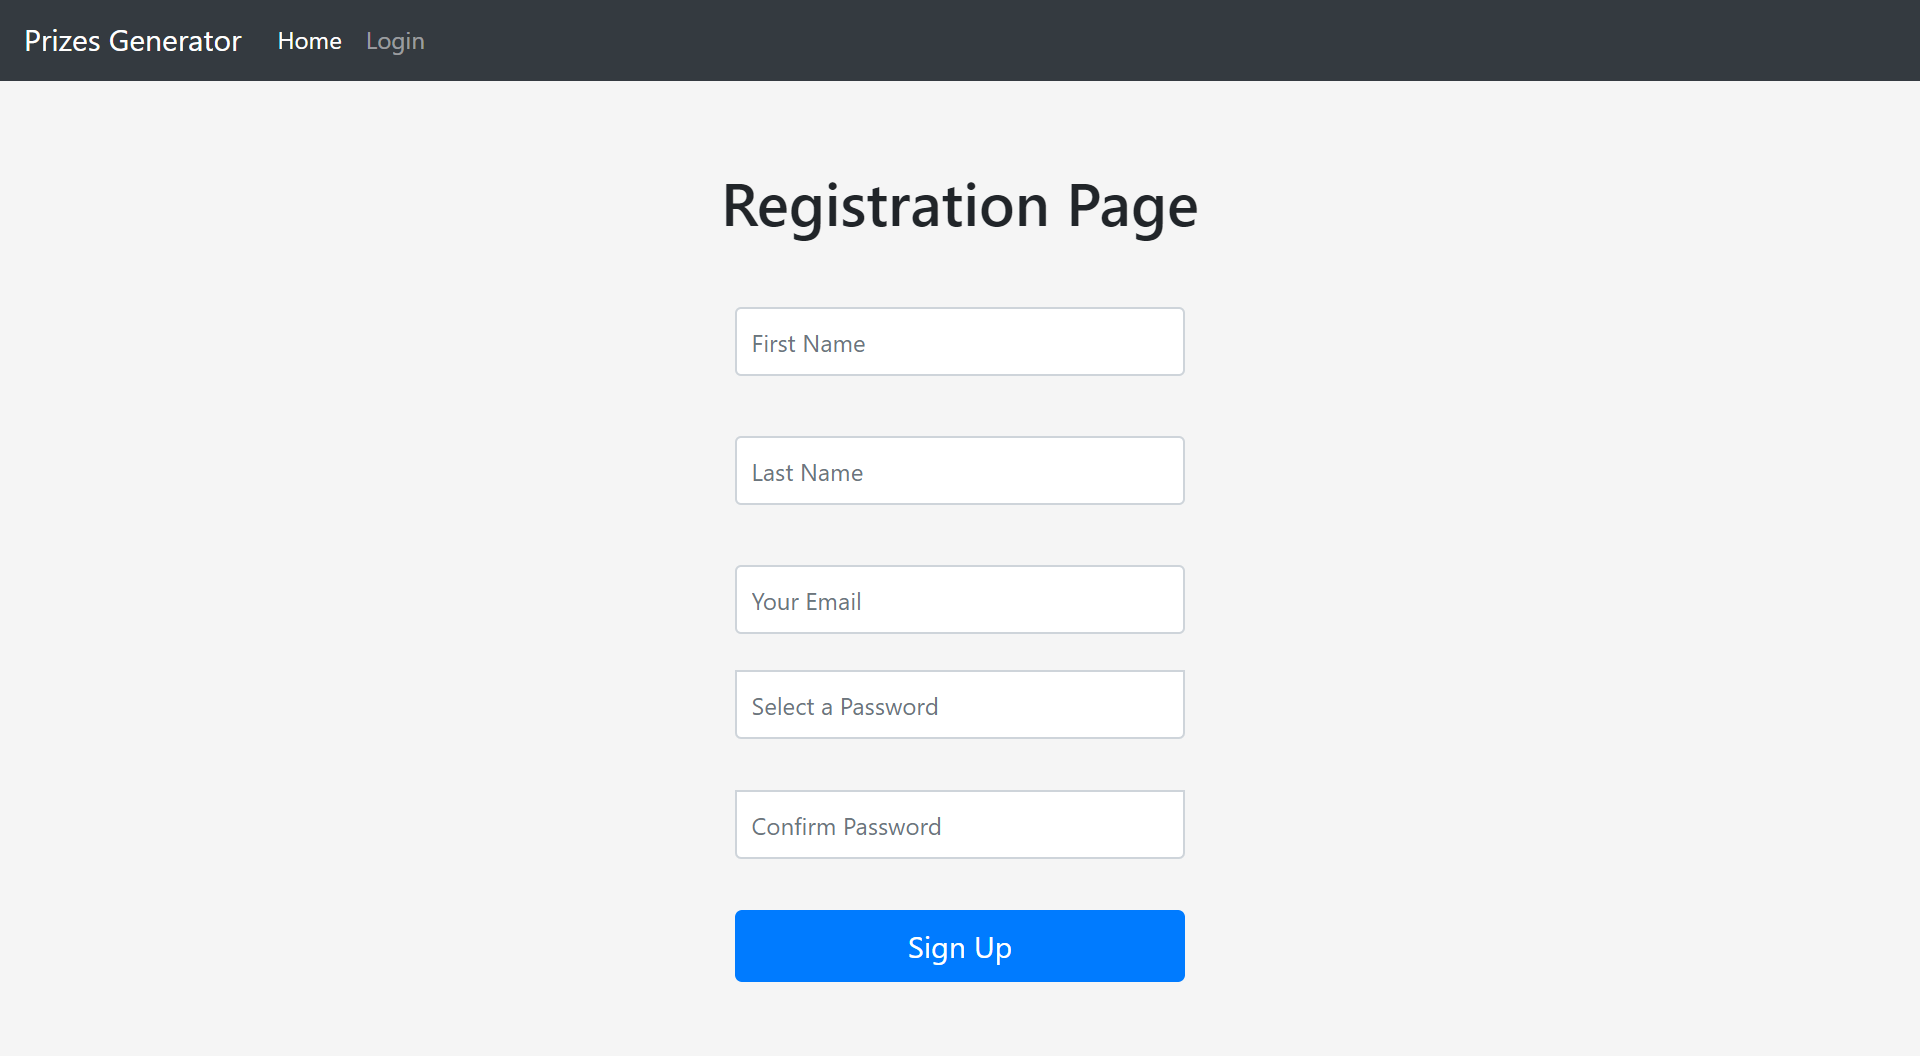 Prizes Generator Home Login
Registration Page
First Name
Last Name
Your Email
Select a Password
Confirm Password
Sign Up